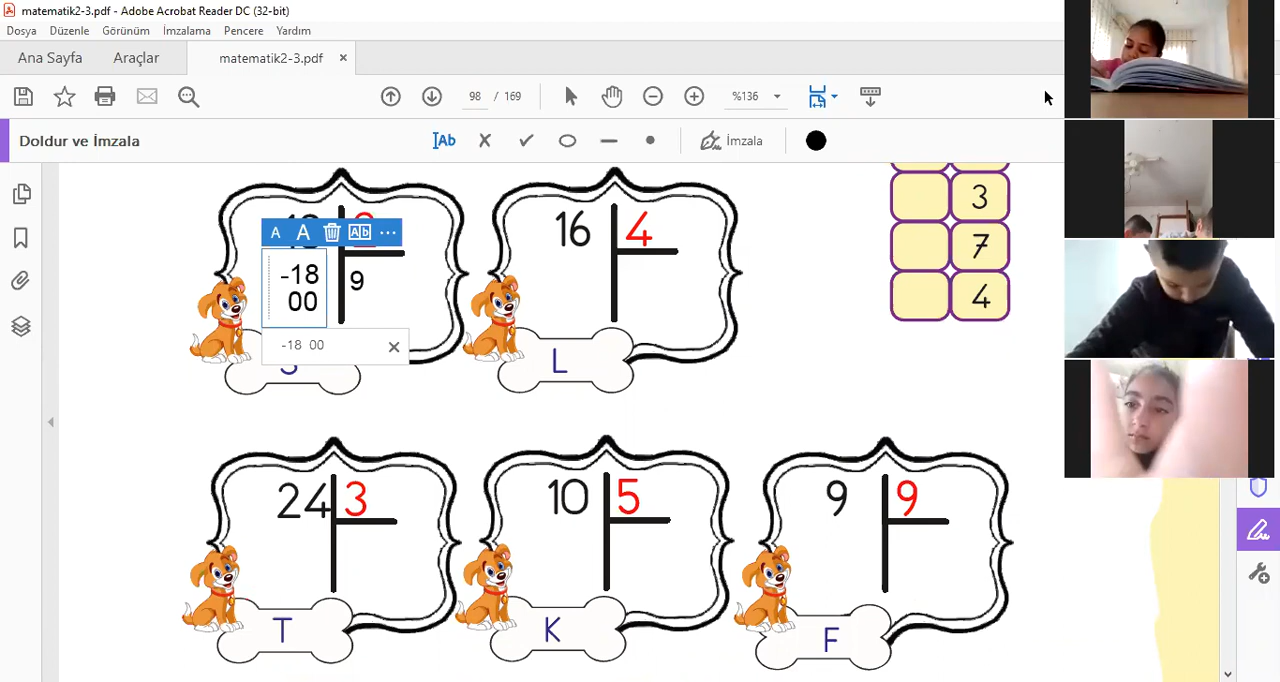 matematik2-3.pdf - Adobe Acrobat Reader DC (32-bit)
Dosya Düzenle Görünüm İmzalama Pencere Yardım
Ana Sayfa Araçlar matematik2-3.pdf ×
98 / 169 %136
Doldur ve İmzala Ab İmzala
3
7
4
A A Ab ...
-18
00
9
-18 00
16 4
L
24 3
T
10 5
K
9 9
F